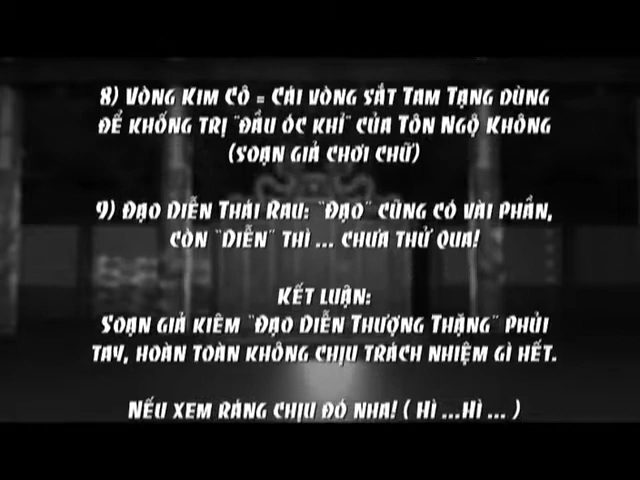 8) Vòng Kim Cô = Cái vòng sắt Tam Tạng dùng
để khống trị "đầu óc khỉ" của Tôn Ngộ Không
(soạn giả chơi chữ)
9) Đạo Diễn Thái Rau: "Đạo" cũng có vài phần,
còn "Diễn" thì ... chưa thử qua!
Kết luận:
Soạn giả kiêm "Đạo Diễn Thượng Thặng" phủi
tay, hoàn toàn không chịu trách nhiệm gì hết.
Nếu xem ráng chịu đó nha! ( Hì ...Hì ... )